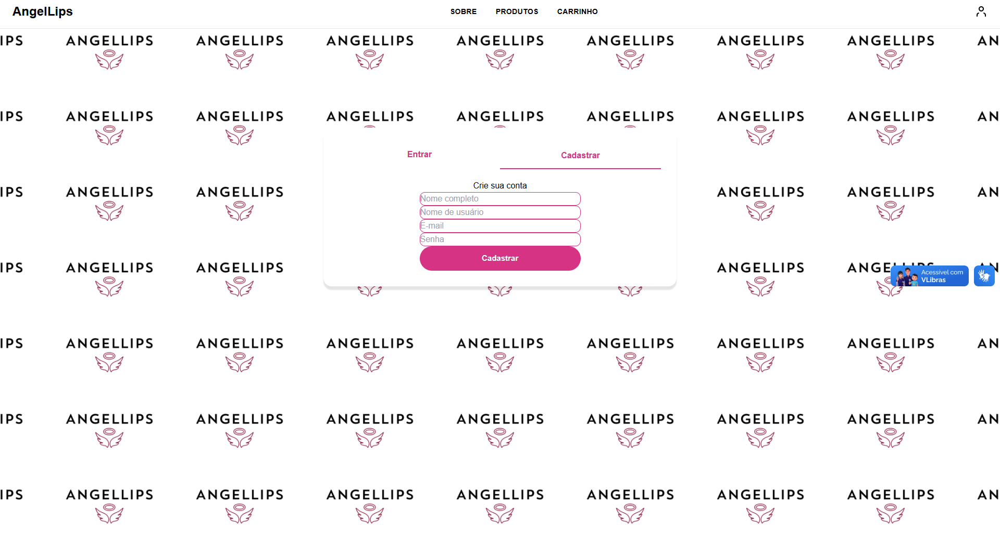 AngelLips SOBRE PRODUTOS CARRINHO
IPS ANGELLIPS ANGELLIPS ANGELLIPS ANGELLIPS ANGELLIPS ANGELLIPS ANGELLIPS AN
IPS ANGELLIPS ANGELLIPS ANGELLIPS ANGELLIPS ANGELLIPS ANGELLIPS ANGELLIPS AN
Entrar Cadastrar
Crie sua conta
IPS ANGELLIPS ANGELLIPS ANGELLIPS ANGELLIPS AN
Nome completo
Nome de usuário
E-mail
Senha
Cadastrar
IPS ANGELLIPS ANGELLIPS ANGELLIPS ANGEL AN
Acessível com
VLibras
IPS ANGELLIPS ANGELLIPS ANGELLIPS ANGELLIPS ANGELLIPS ANGELLIPS ANGELLIPS AN
IPS ANGELLIPS ANGELLIPS ANGELLIPS ANGELLIPS ANGELLIPS ANGELLIPS ANGELLIPS AN
IPS ANGELLIPS ANGELLIPS ANGELLIPS ANGELLIPS ANGELLIPS ANGELLIPS ANGELLIPS AN